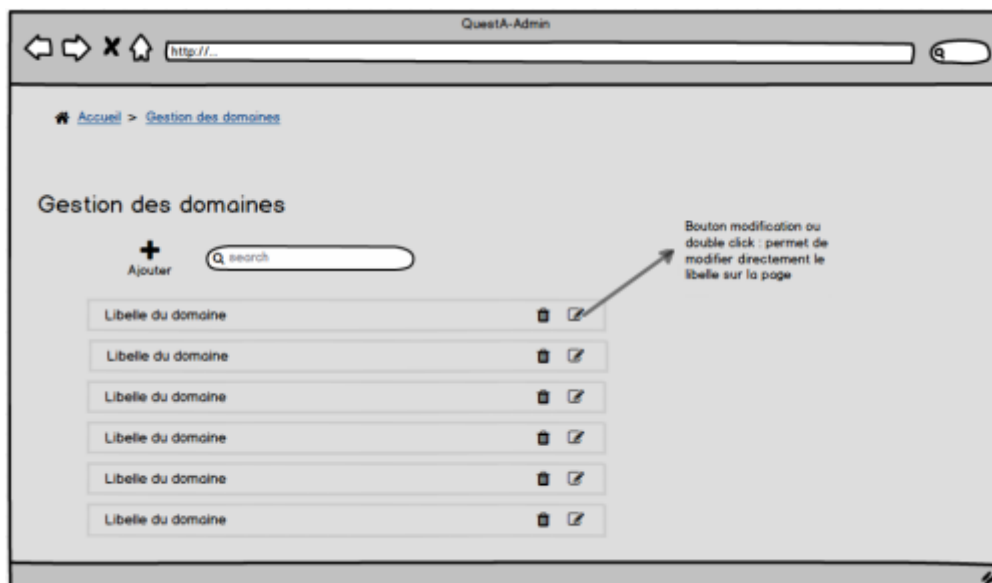 QuestA-Admin
http://...
Accueil > Gestion des domaines
Gestion des domaines
Ajouter
search
Bouton modification ou
double click : permet de
modifier directement le
libelle sur la page
Libelle du domaine
Libelle du domaine
Libelle du domaine
Libelle du domaine
Libelle du domaine
Libelle du domaine